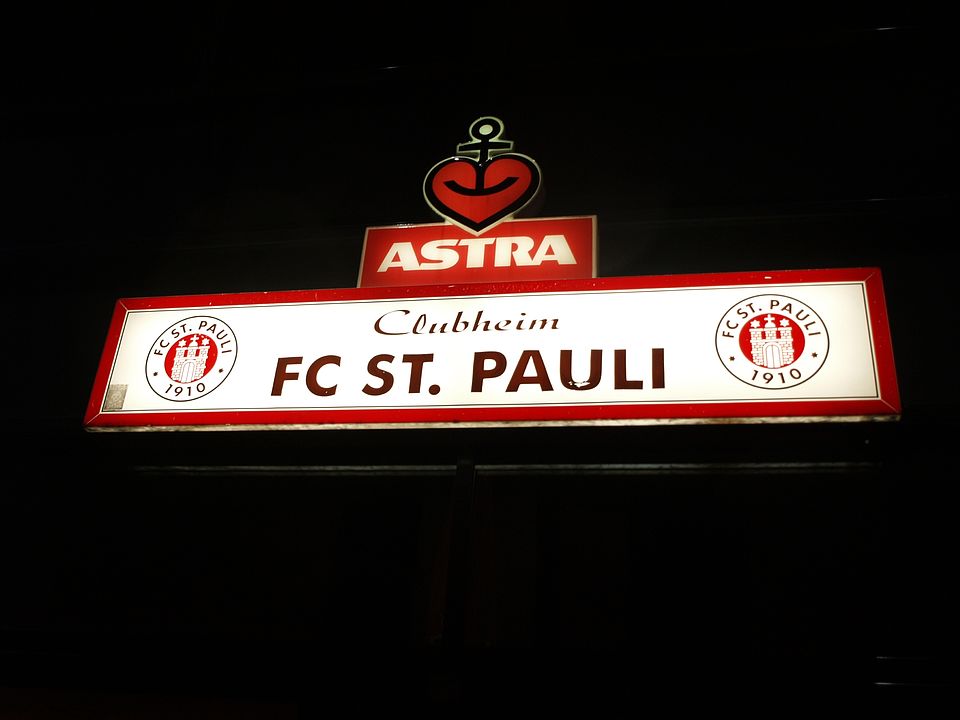 ASTRA
Clubheim
FC ST. PAULI
FC ST. PAULI
1910
FC ST. PAULI
1910